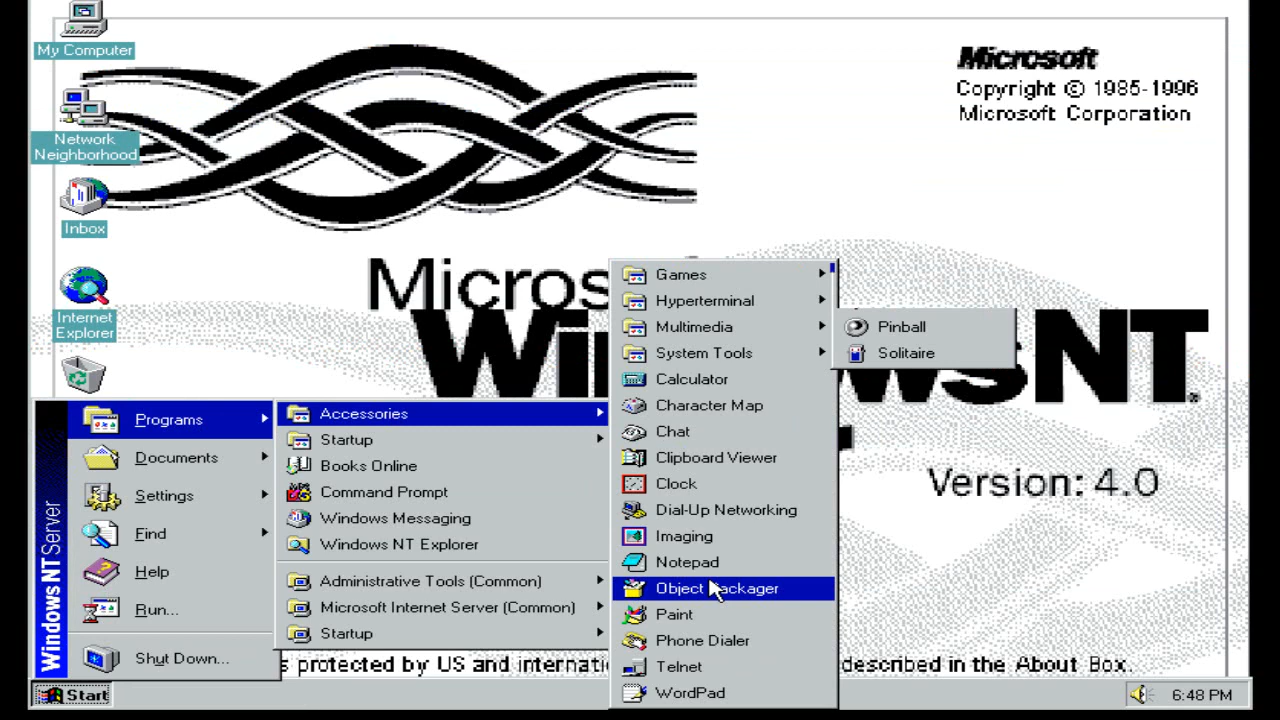 My Computer
Network
Neighborhood
Inbox
Internet
Explorer
Microsoft
Copyright © 1985-1996
Microsoft Corporation
Micros
WindowsNT
Version: 4.0
s protected by US and internatio
described in the About Box.
Windows NT Server
Programs
Documents
Settings
Find
Help
Run...
Shut Down...
Accessories
Startup
Books Online
Command Prompt
Windows Messaging
Windows NT Explorer
Administrative Tools (Common)
Microsoft Internet Server (Common)
Startup
Games
Hyperterminal
Multimedia
System Tools
Calculator
Character Map
Chat
Clipboard Viewer
Clock
Dial-Up Networking
Imaging
Notepad
Object Packager
Paint
Phone Dialer
Telnet
WordPad
Pinball
Solitaire
Start
6:48 PM